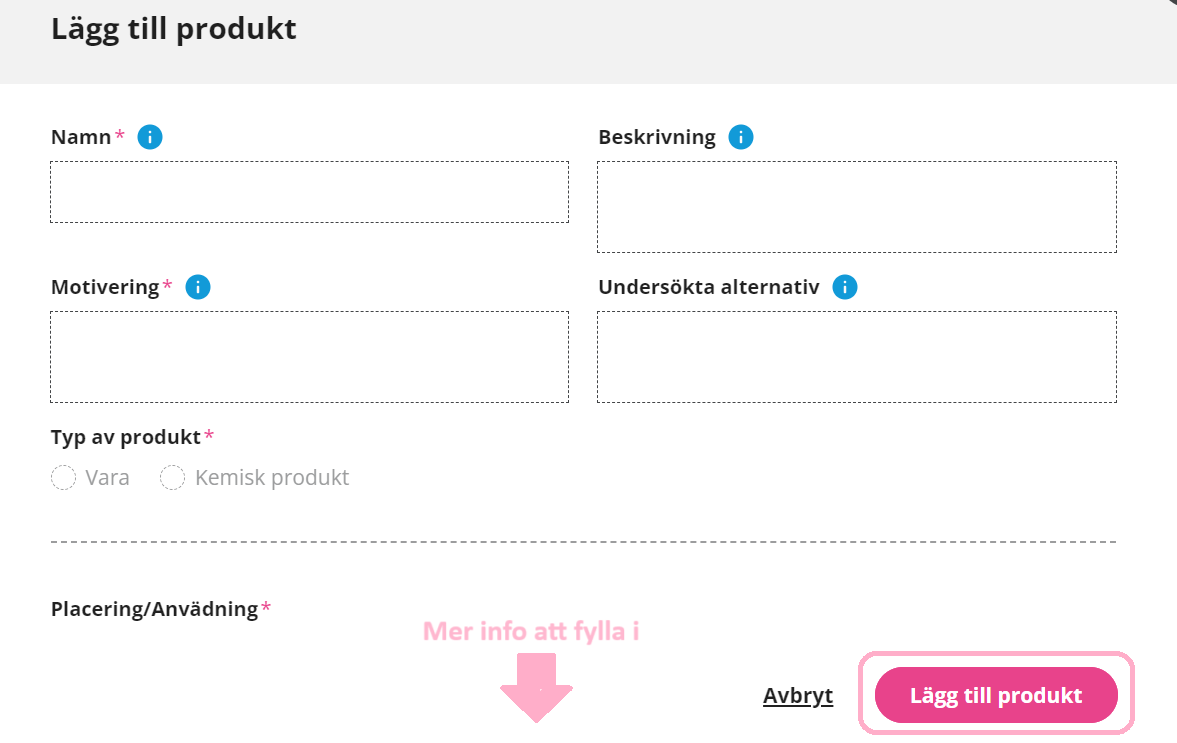 Lägg till produkt
Namn* i
Beskrivning i
Motivering* i
Undersökta alternativ i
Typ av produkt*
Vara
Kemisk produkt
Placering/Anvädning*
Mer info att fylla i
Avbryt
Lägg till produkt